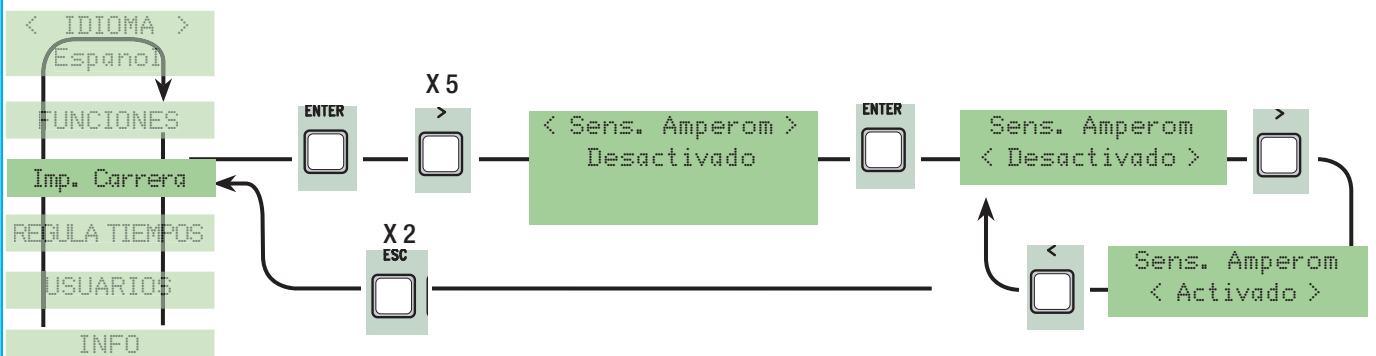 < IDIOMA >
Espanol
FUNCIONES
Imp. Carrera
REGULA TIEMPOS
USUARIOS
INFO
ENTER
X 5
>
< Sens. Amperom >
Desactivado
ENTER
Sens. Amperom
< Desactivado >
>
X 2
ESC
<
Sens. Amperom
< Activado >